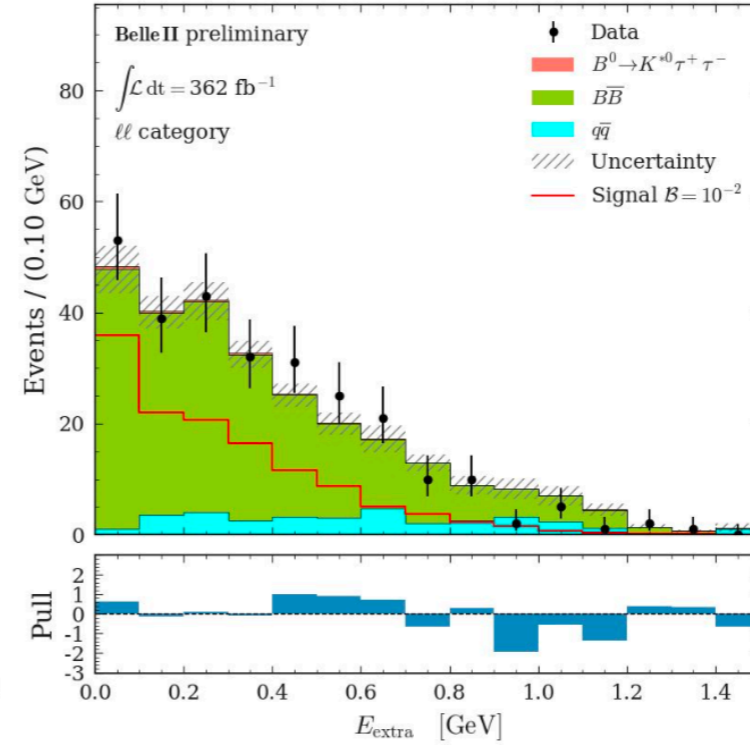 Belle II preliminary
∫ℒ dt = 362 fb⁻¹
ℓℓ category
Data
B⁰→K*⁰τ⁺τ⁻
BB̅
qq̅
Uncertainty
Signal ℬ = 10⁻²
Events / (0.10 GeV)
80
60
40
20
0
Pull
2
1
0
-1
-2
-3
0.0 0.2 0.4 0.6 0.8 1.0 1.2 1.4
E_extra [GeV]